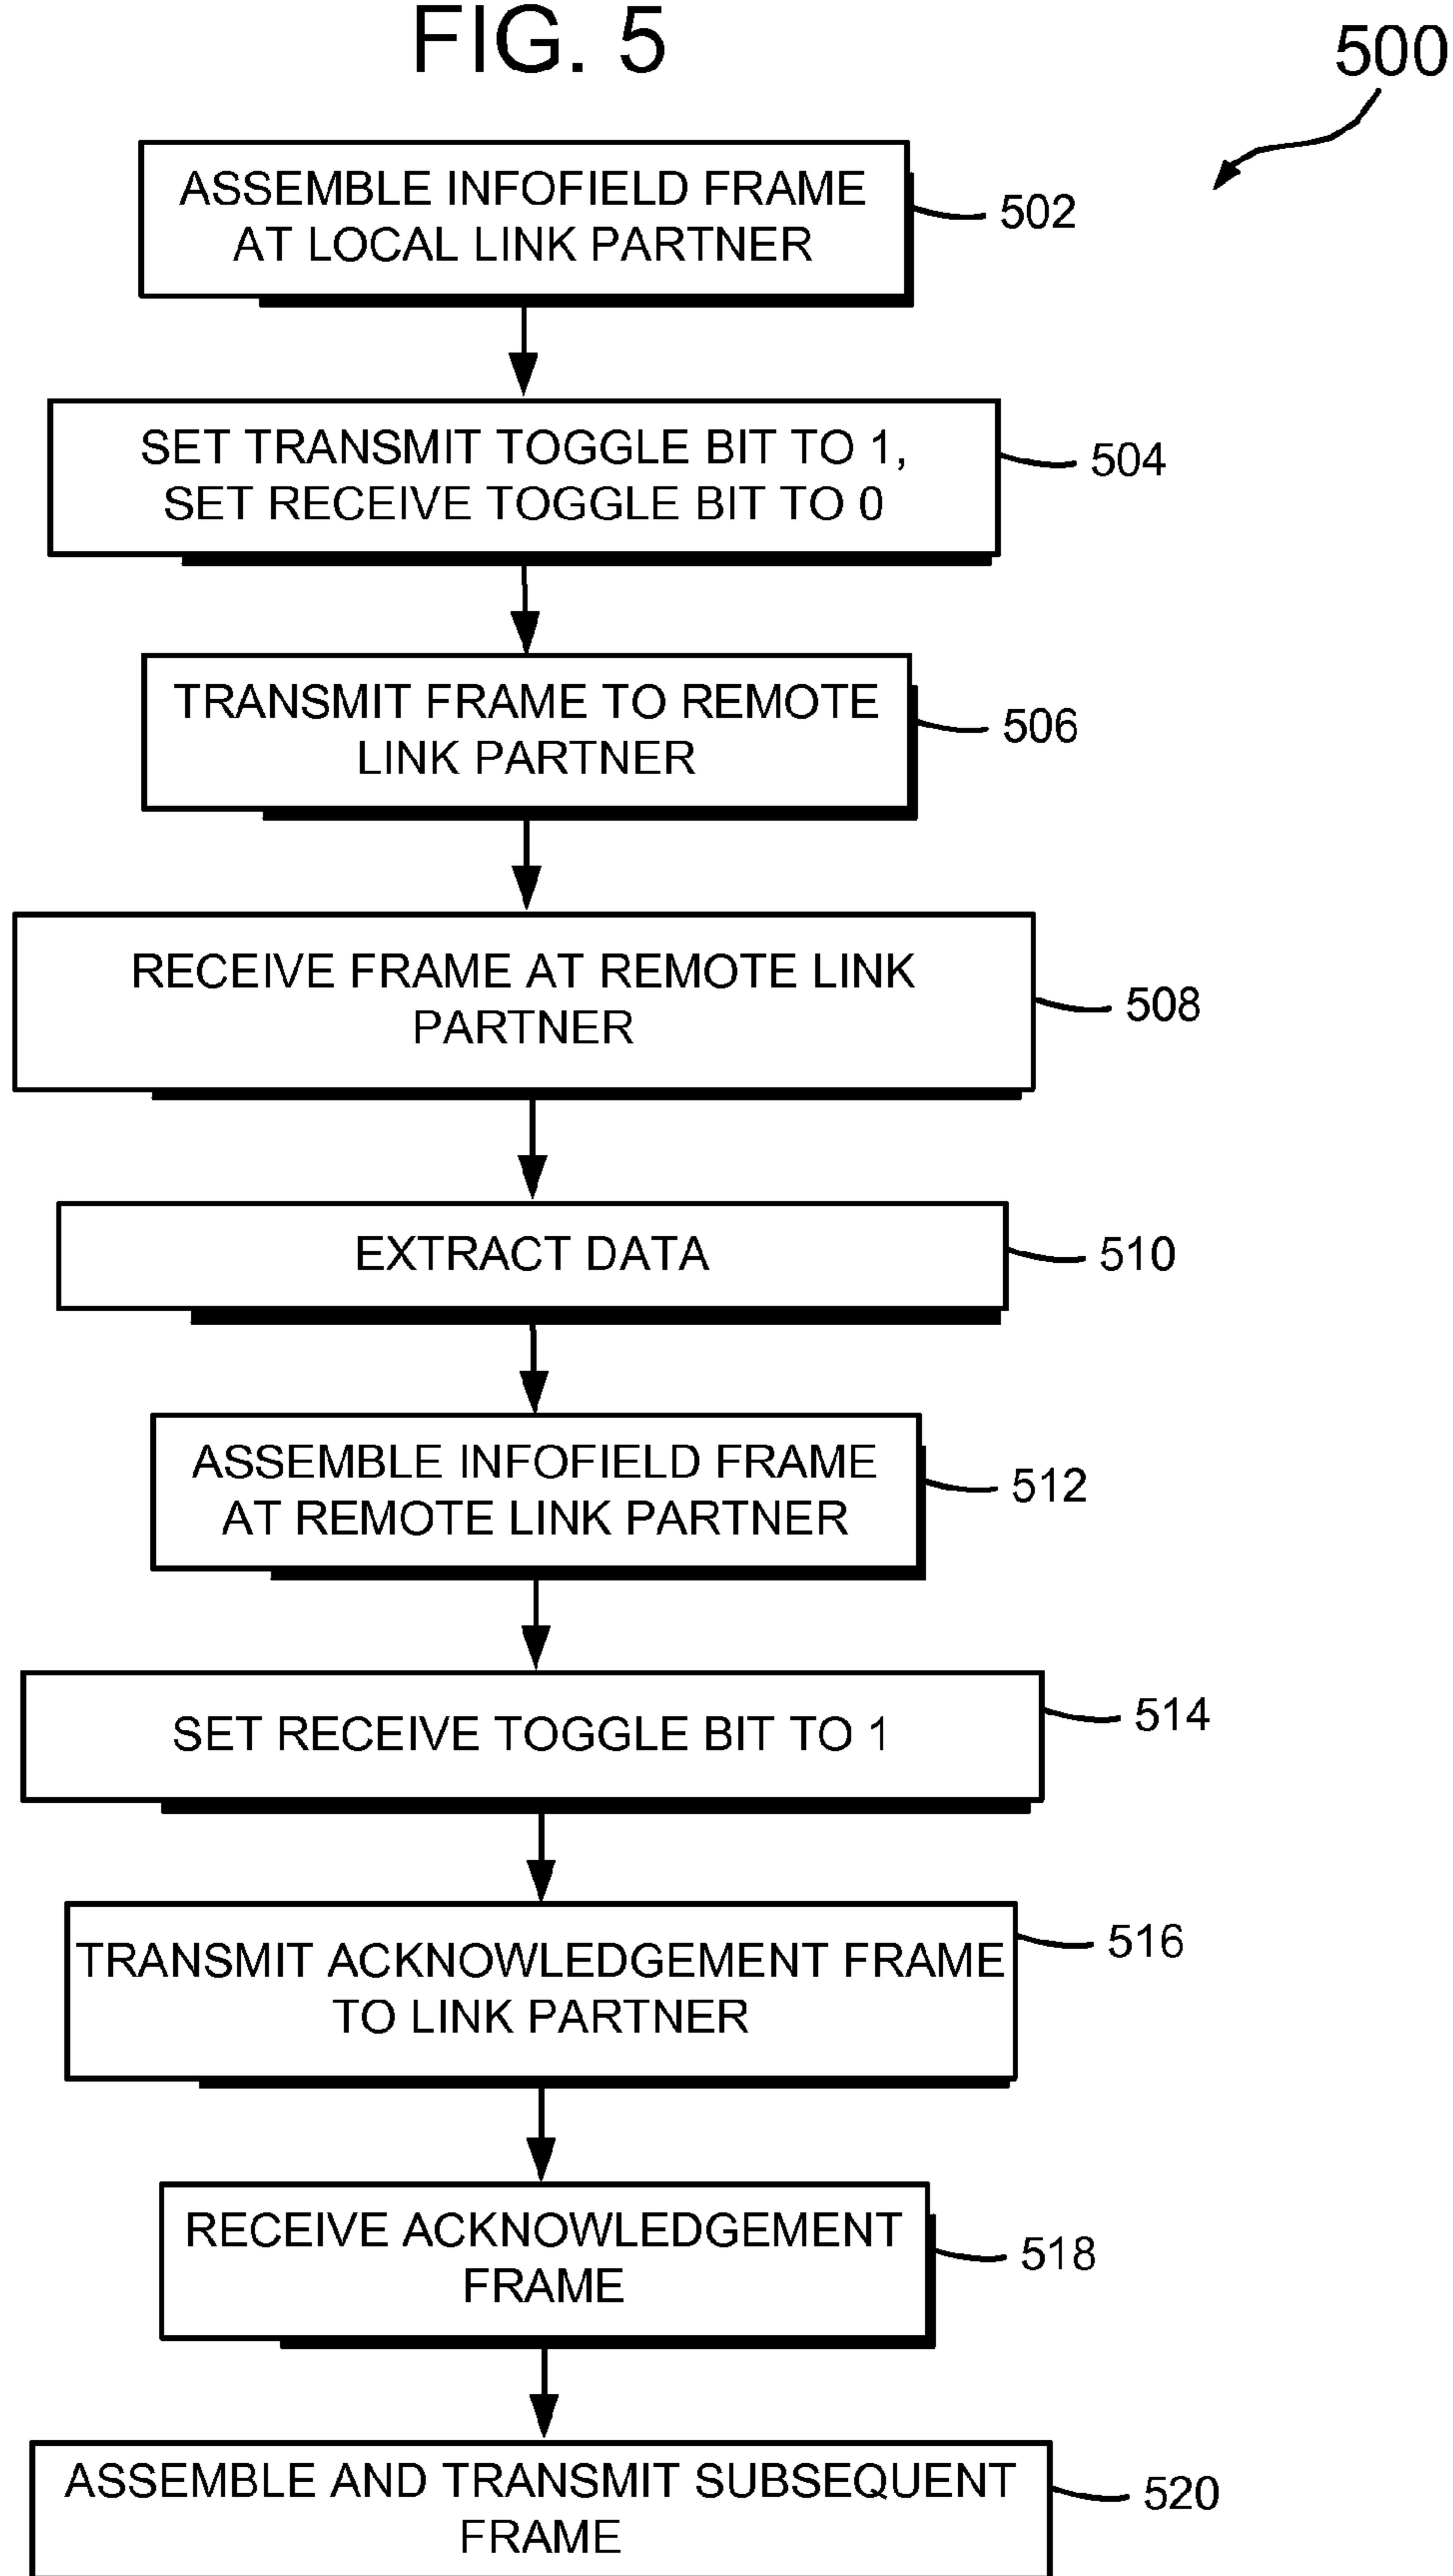 FIG. 5
500
ASSEMBLE INFOFIELD FRAME
AT LOCAL LINK PARTNER
502
SET TRANSMIT TOGGLE BIT TO 1,
SET RECEIVE TOGGLE BIT TO 0
504
TRANSMIT FRAME TO REMOTE
LINK PARTNER
506
RECEIVE FRAME AT REMOTE LINK
PARTNER
508
EXTRACT DATA
510
ASSEMBLE INFOFIELD FRAME
AT REMOTE LINK PARTNER
512
SET RECEIVE TOGGLE BIT TO 1
514
TRANSMIT ACKNOWLEDGEMENT FRAME
TO LINK PARTNER
516
RECEIVE ACKNOWLEDGEMENT
FRAME
518
ASSEMBLE AND TRANSMIT SUBSEQUENT
FRAME
520